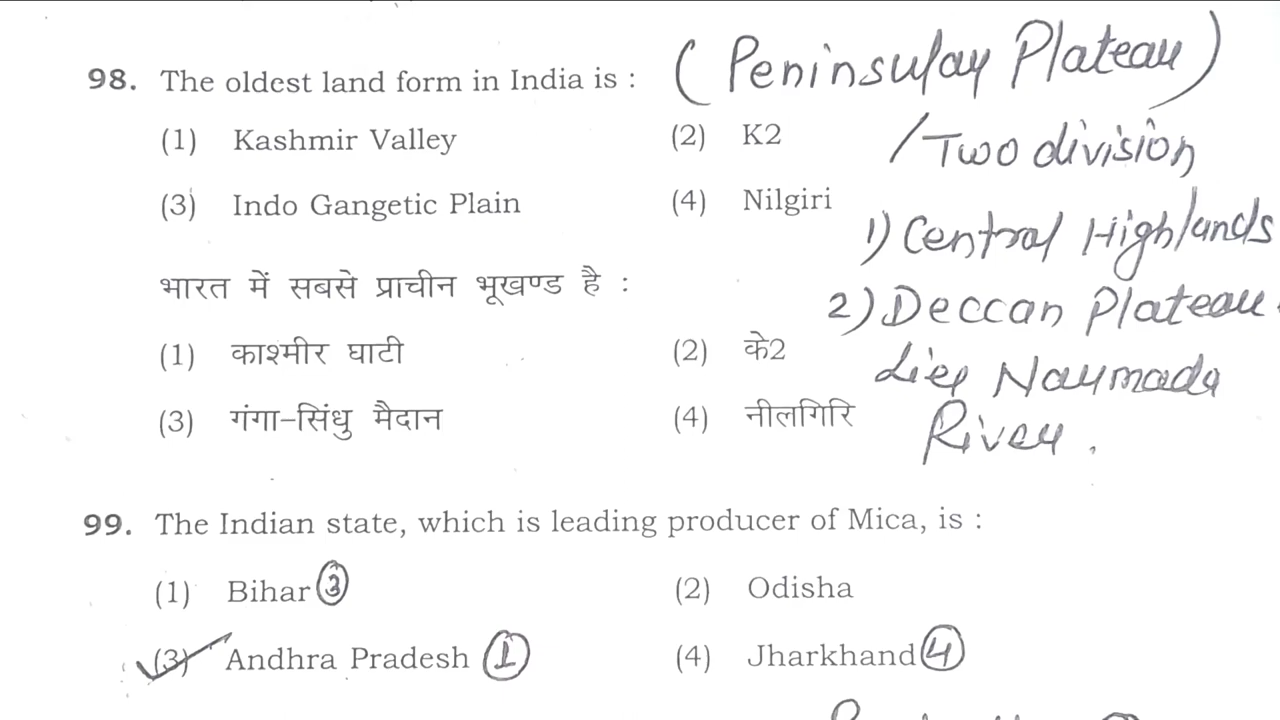 98. The oldest land form in India is : (Peninsular Plateau)
(1) Kashmir Valley (2) K2 / Two division
(3) Indo Gangetic Plain (4) Nilgiri
1) Central Highlands
भारत में सबसे प्राचीन भूखण्ड है :
2) Deccan Plateau.
(1) काश्मीर घाटी (2) के2
Lies Narmada
(3) गंगा-सिंधु मैदान (4) नीलगिरि
River.
99. The Indian state, which is leading producer of Mica, is :
(1) Bihar 3 (2) Odisha
(3) Andhra Pradesh 1 (4) Jharkhand 4